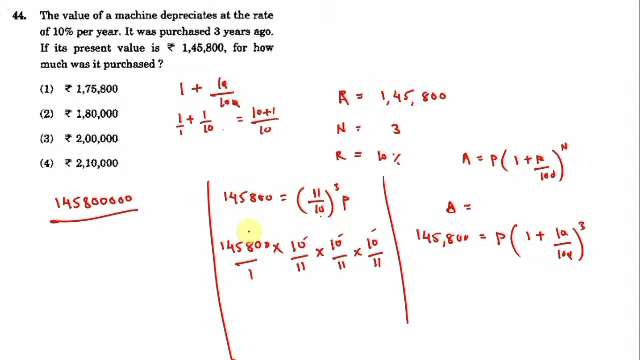 44. The value of a machine depreciates at the rate
of 10% per year. It was purchased 3 years ago.
If its present value is ₹ 1,45,800, for how
much was it purchased ?
(1) ₹ 1,75,800
(2) ₹ 1,80,000
(3) ₹ 2,00,000
(4) ₹ 2,10,000
1 + 10/100
1/1 + 1/10 = 10+1/10
A = 1,45,800
N = 3
R = 10%
A = P(1 + R/100)^N
A =
145,800 = P(1 + 10/100)^3
145800 = (11/10)^3 P
145800/1 × 10/11 × 10/11 × 10/11
145800000